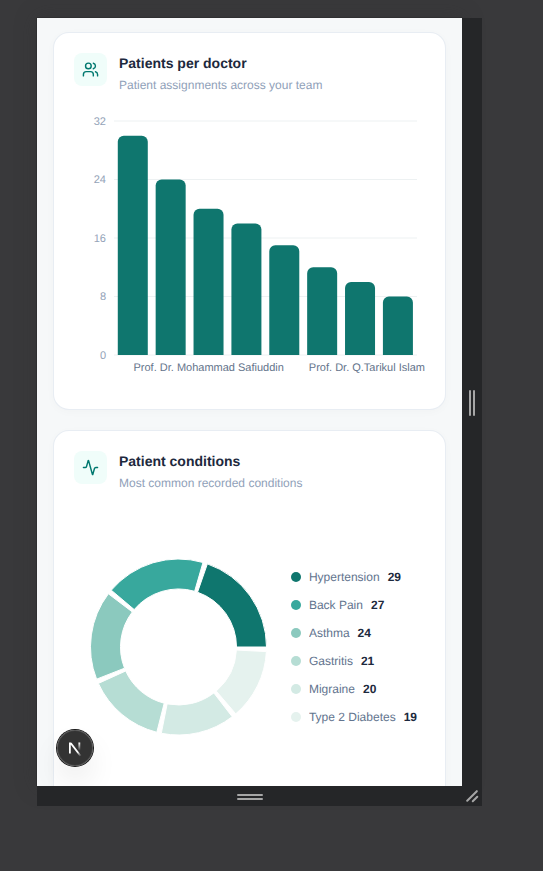 Patients per doctor
Patient assignments across your team
32
24
16
8
0
Prof. Dr. Mohammad Safiuddin Prof. Dr. Q.Tarikul Islam
Patient conditions
Most common recorded conditions
Hypertension 29
Back Pain 27
Asthma 24
Gastritis 21
Migraine 20
Type 2 Diabetes 19
N